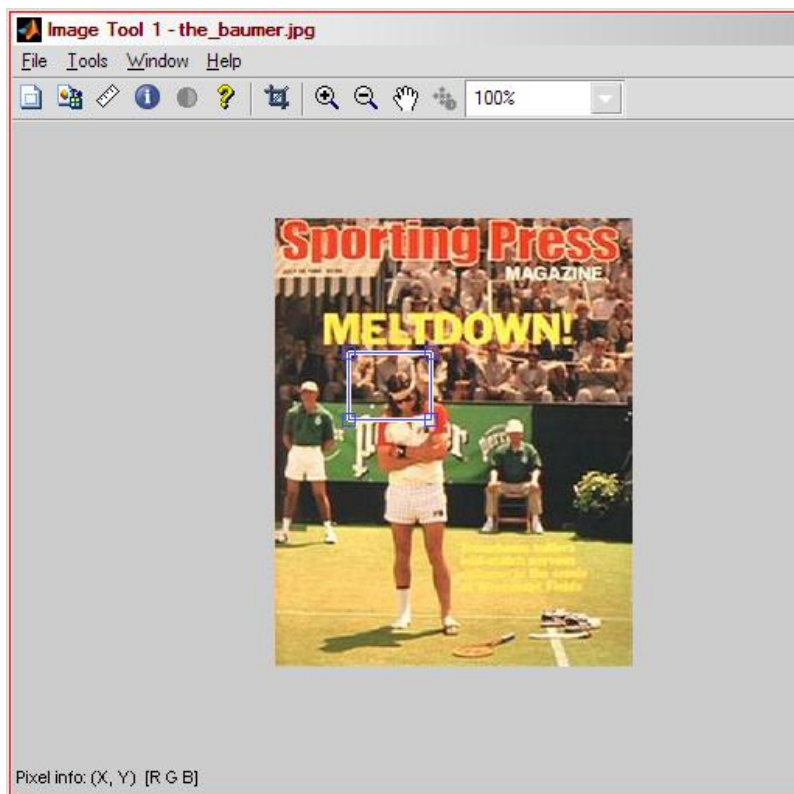 Image Tool 1 - the_baumer.jpg
File Tools Window Help
100%
Sporting Press
MAGAZINE
MELTDOWN!
Pixel info: (X, Y) [R G B]